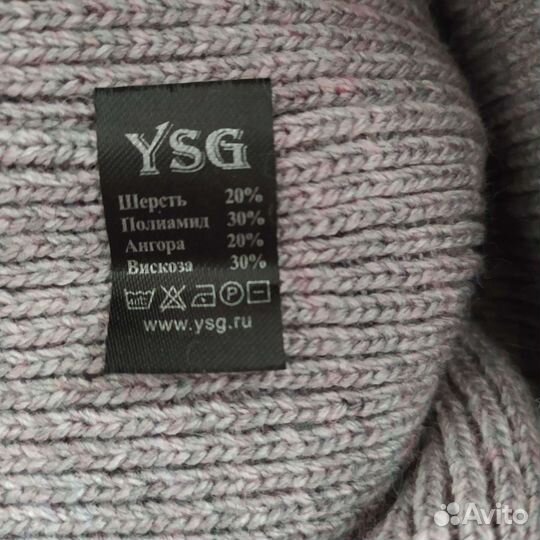 YSG
Шерсть 20%
Полиамид 30%
Ангора 20%
Вискоза 30%
www.ysg.ru
Avito